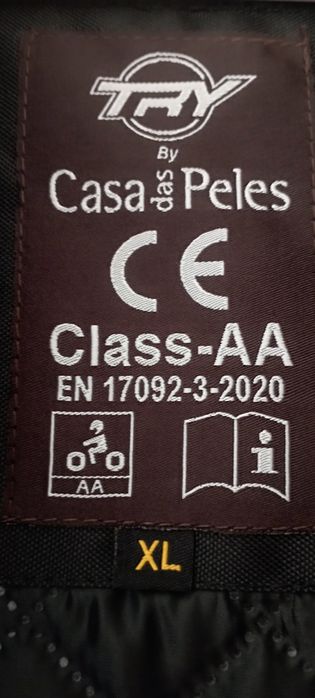 TRY
By
Casa das Peles
CE
Class-AA
EN 17092-3-2020
AA
i
XL